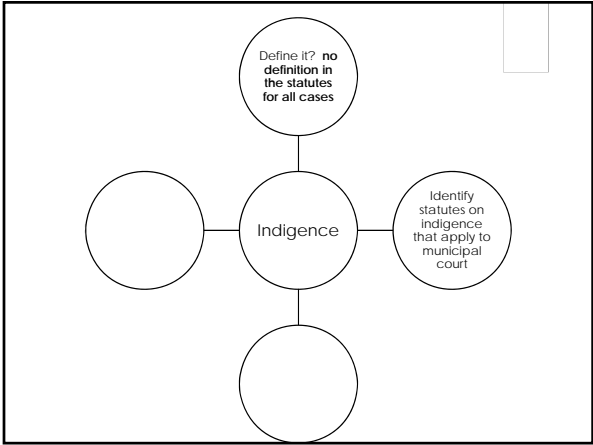 Define it? no
definition in
the statutes
for all cases
Indigence
Identify
statutes on
indigence
that apply to
municipal
court